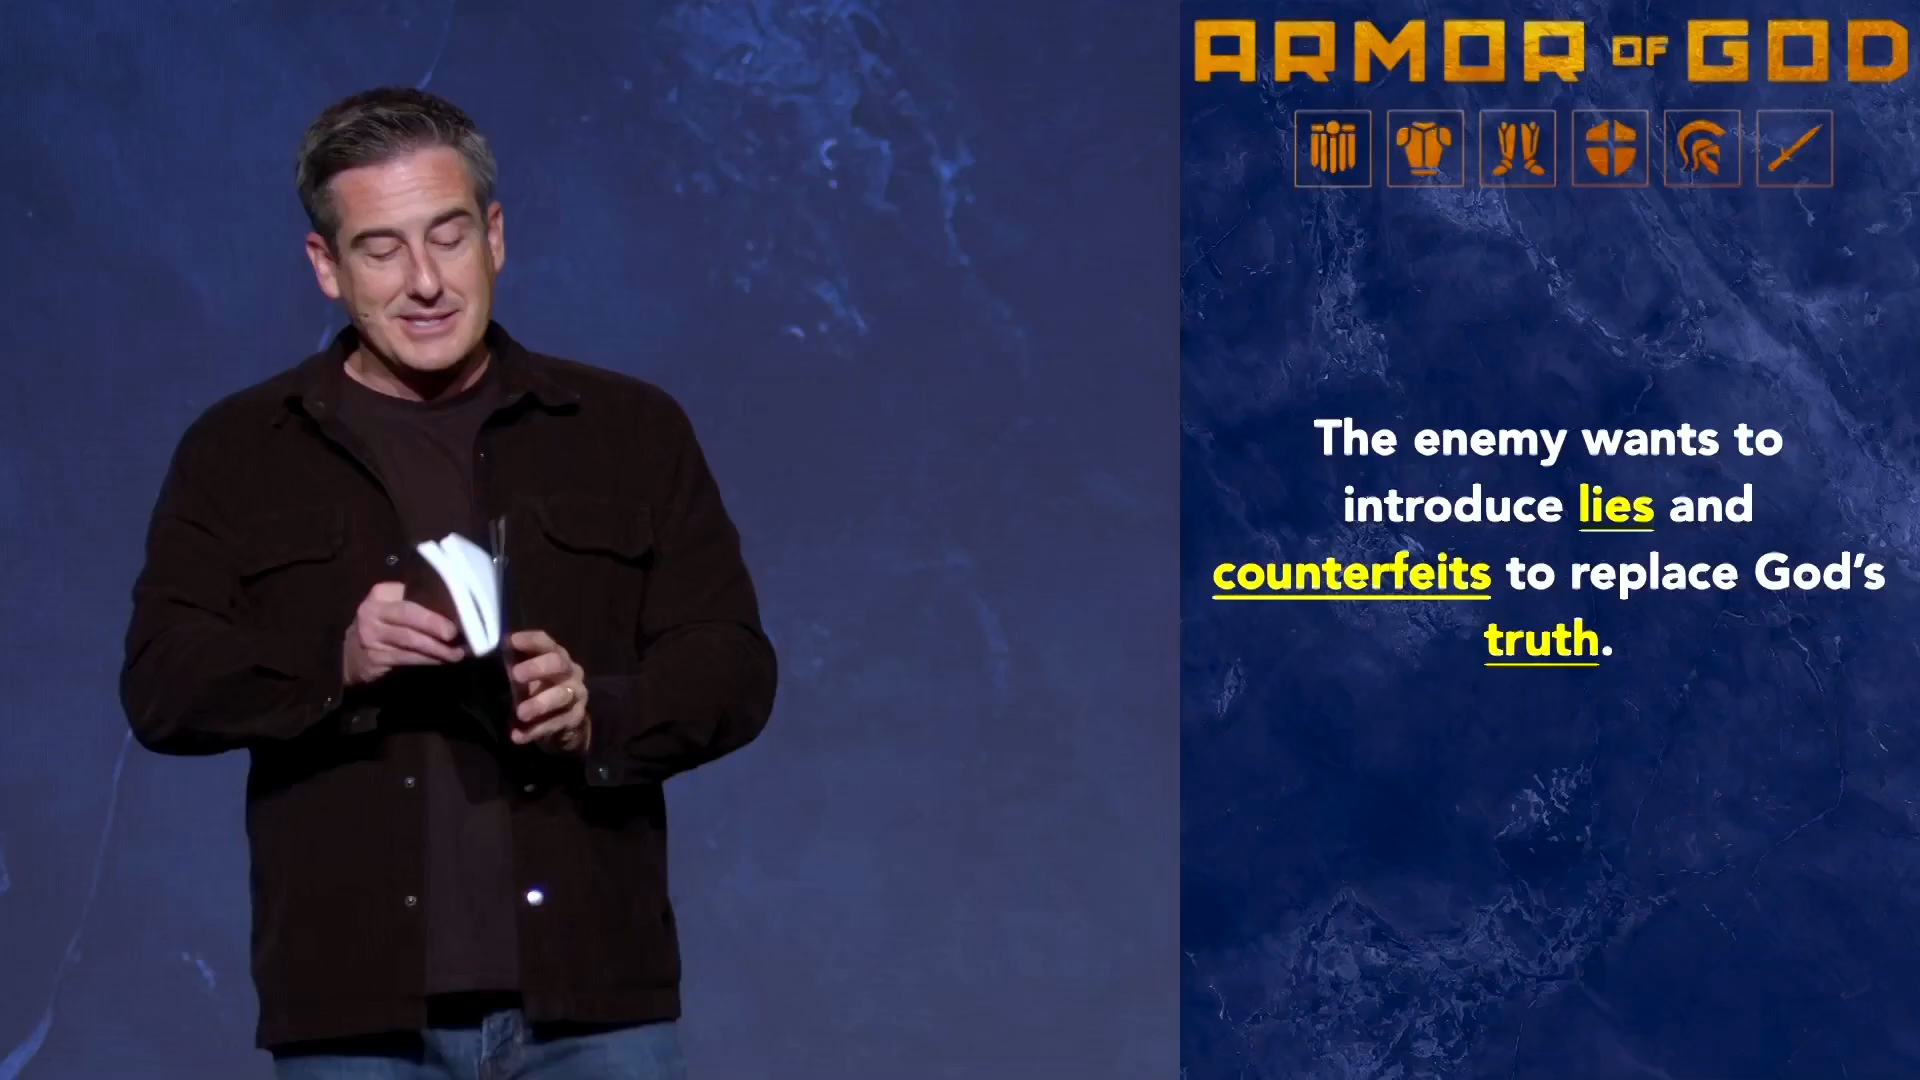 ARMOR OF GOD
The enemy wants to
introduce lies and
counterfeits to replace God's
truth.